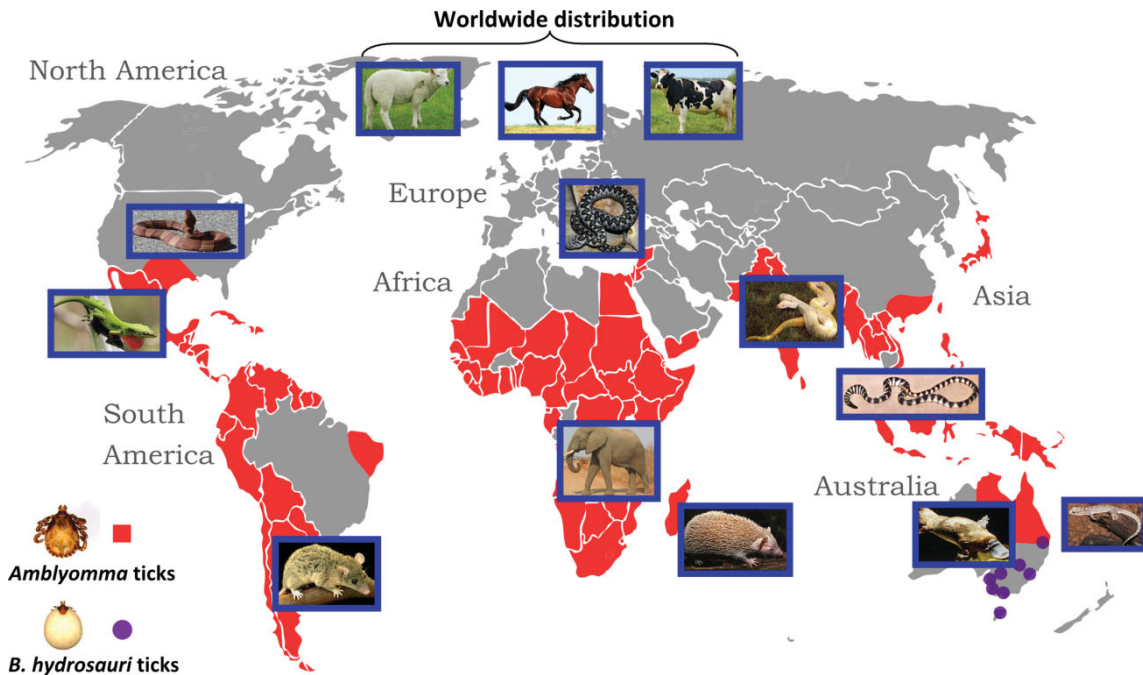 Worldwide distribution
North America
Europe
Africa
Asia
South
America
Australia
Amblyomma ticks
B. hydrosauri ticks